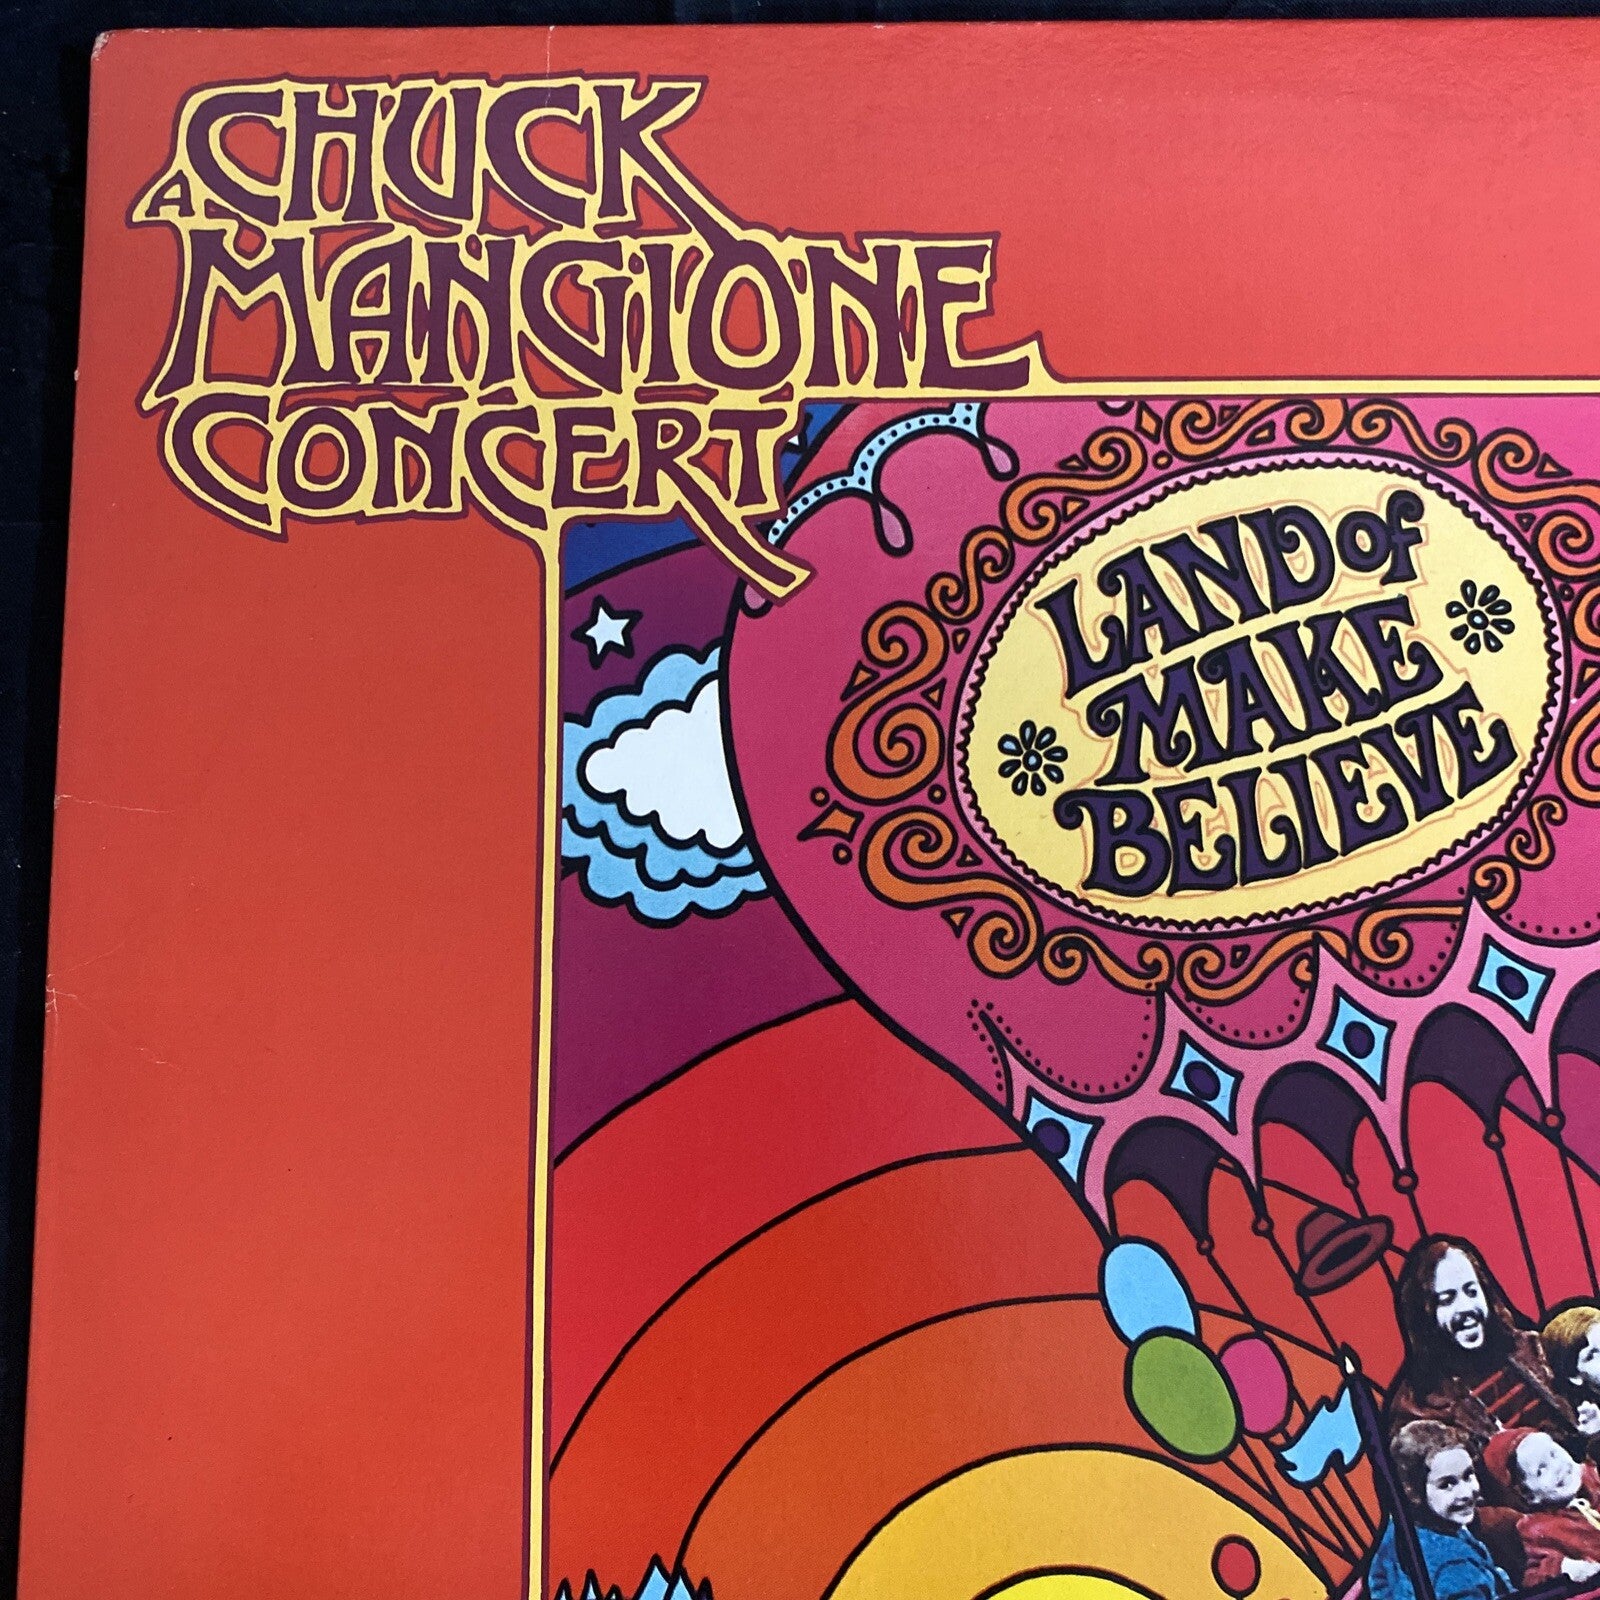 A CHUCK
MANGIONE
CONCERT
LAND of
MAKE
BELIEVE